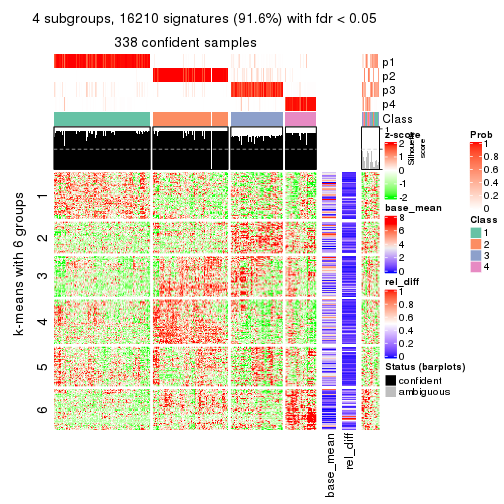 4 subgroups, 16210 signatures (91.6%) with fdr < 0.05
338 confident samples
p1
p2
p3
p4
Class
1
Silhouette
score
k-means with 6 groups
1
2
3
4
5
6
base_mean
rel_diff
z-score
2
1
0
-1
-2
base_mean
8
6
4
2
0
rel_diff
1
0.8
0.6
0.4
0.2
0
Status (barplots)
confident
ambiguous
Prob
1
0.8
0.6
0.4
0.2
0
Class
1
2
3
4